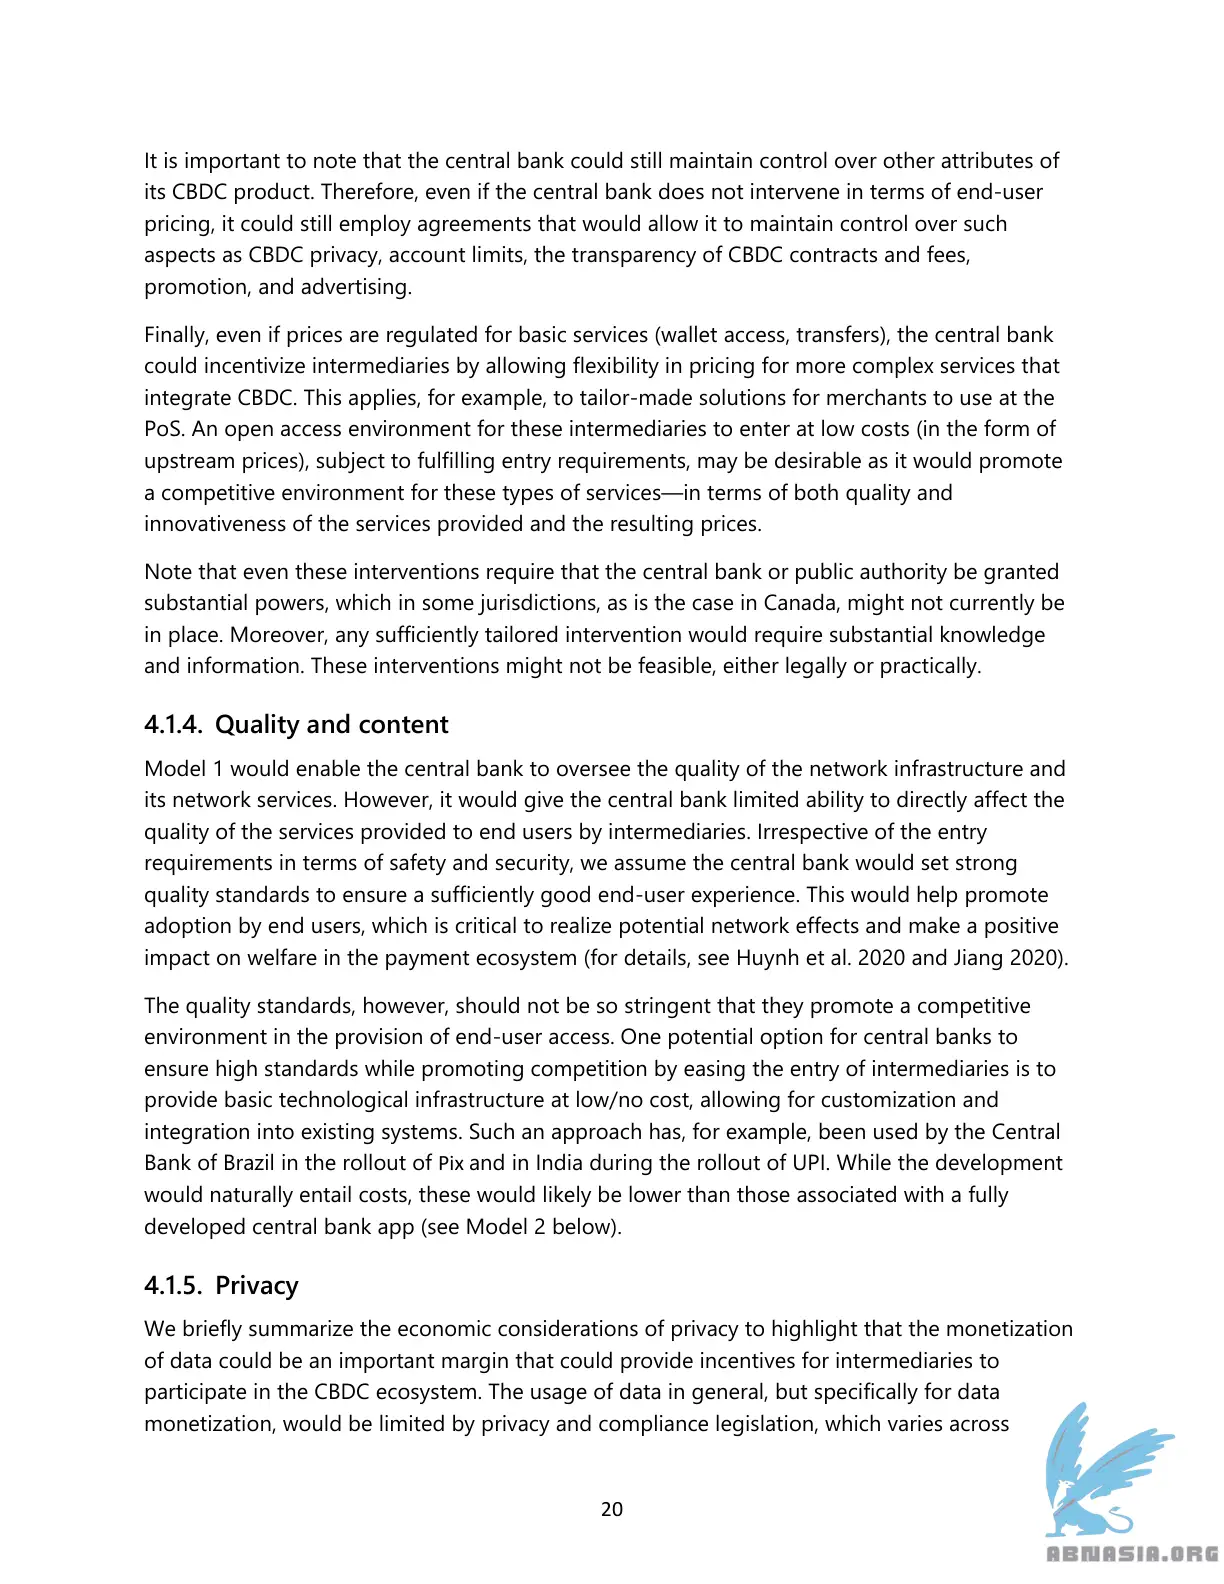 It is important to note that the central bank could still maintain control over other attributes of
its CBDC product. Therefore, even if the central bank does not intervene in terms of end-user
pricing, it could still employ agreements that would allow it to maintain control over such
aspects as CBDC privacy, account limits, the transparency of CBDC contracts and fees,
promotion, and advertising.
Finally, even if prices are regulated for basic services (wallet access, transfers), the central bank
could incentivize intermediaries by allowing flexibility in pricing for more complex services that
integrate CBDC. This applies, for example, to tailor-made solutions for merchants to use at the
PoS. An open access environment for these intermediaries to enter at low costs (in the form of
upstream prices), subject to fulfilling entry requirements, may be desirable as it would promote
a competitive environment for these types of services—in terms of both quality and
innovativeness of the services provided and the resulting prices.
Note that even these interventions require that the central bank or public authority be granted
substantial powers, which in some jurisdictions, as is the case in Canada, might not currently be
in place. Moreover, any sufficiently tailored intervention would require substantial knowledge
and information. These interventions might not be feasible, either legally or practically.
4.1.4. Quality and content
Model 1 would enable the central bank to oversee the quality of the network infrastructure and
its network services. However, it would give the central bank limited ability to directly affect the
quality of the services provided to end users by intermediaries. Irrespective of the entry
requirements in terms of safety and security, we assume the central bank would set strong
quality standards to ensure a sufficiently good end-user experience. This would help promote
adoption by end users, which is critical to realize potential network effects and make a positive
impact on welfare in the payment ecosystem (for details, see Huynh et al. 2020 and Jiang 2020).
The quality standards, however, should not be so stringent that they promote a competitive
environment in the provision of end-user access. One potential option for central banks to
ensure high standards while promoting competition by easing the entry of intermediaries is to
provide basic technological infrastructure at low/no cost, allowing for customization and
integration into existing systems. Such an approach has, for example, been used by the Central
Bank of Brazil in the rollout of Pix and in India during the rollout of UPI. While the development
would naturally entail costs, these would likely be lower than those associated with a fully
developed central bank app (see Model 2 below).
4.1.5. Privacy
We briefly summarize the economic considerations of privacy to highlight that the monetization
of data could be an important margin that could provide incentives for intermediaries to
participate in the CBDC ecosystem. The usage of data in general, but specifically for data
monetization, would be limited by privacy and compliance legislation, which varies across
20
ABNASIA.ORG